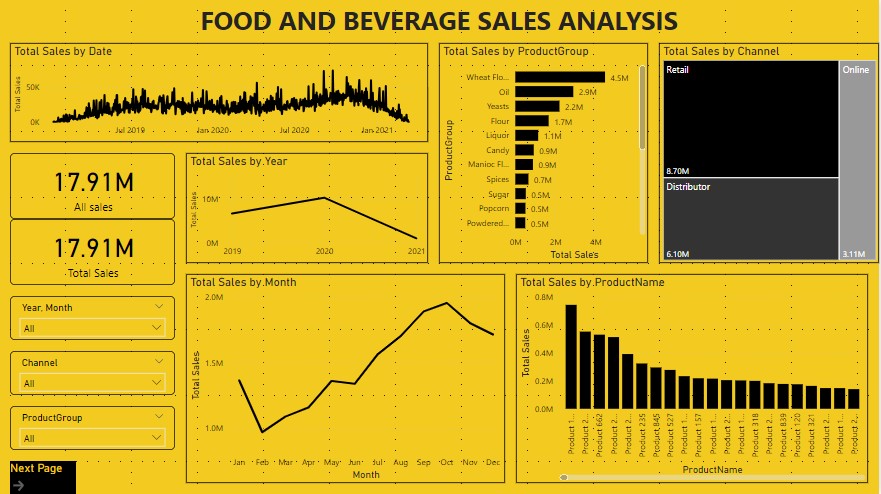 FOOD AND BEVERAGE SALES ANALYSIS
Total Sales by Date
Total Sales
50K
0K
Jul 2019
Jan 2020
Jul 2020
Jan 2021
Total Sales by ProductGroup
ProductGroup
Wheat Flo... 4.5M
Oil 2.9M
Yeasts 2.2M
Flour 1.7M
Liquor 1.1M
Candy 0.9M
Manioc Fl... 0.9M
Spices 0.7M
Sugar 0.5M
Popcorn 0.5M
Powdered... 0.5M
0M 2M 4M
Total Sales
Total Sales by Channel
Retail
8.70M
Distributor
6.10M
Online
3.11M
17.91M
All sales
17.91M
Total Sales
Total Sales by Year
Total Sales
10M
0M
2019 2020 2021
Year, Month
All
Channel
All
ProductGroup
All
Next Page
Total Sales by Month
Total Sales
2.0M
1.5M
1.0M
Jan Feb Mar Apr May Jun Jul Aug Sep Oct Nov Dec
Month
Total Sales by ProductName
Total Sales
0.8M
0.6M
0.4M
0.2M
0.0M
Product 1...
Product 2...
Product 662
Product 2...
Product 2...
Product 235
Product 845
Product 527
Product 1...
Product 157
Product 1...
Product 2...
Product 1...
Product 318
Product 2...
Product 839
Product 120
Product 321
Product 2...
Product 1...
Product 2...
ProductName